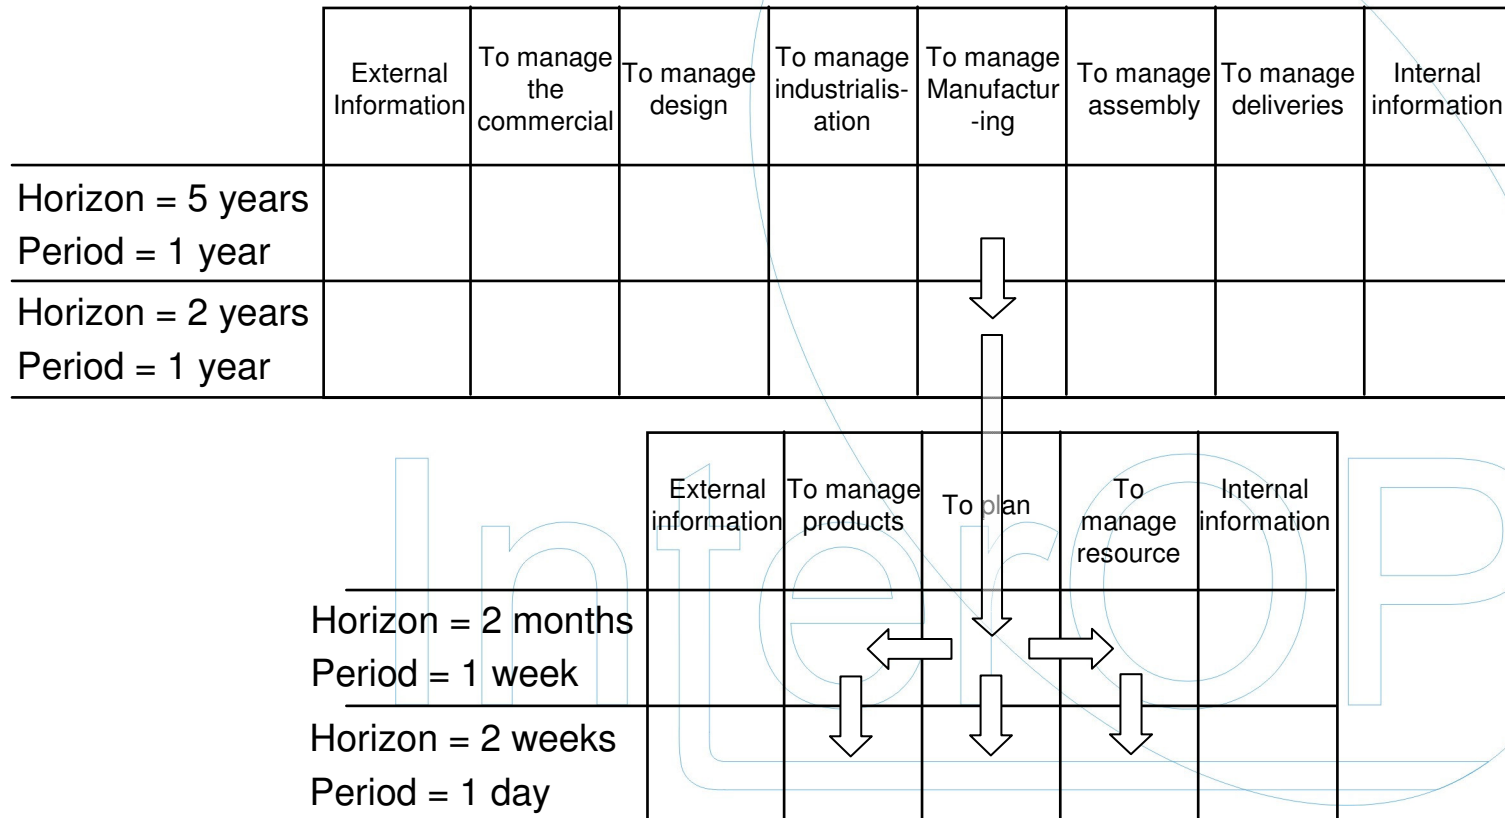 External
Information
To manage
the
commercial
To manage
design
To manage
industrialis-
ation
To manage
Manufactur
-ing
To manage
assembly
To manage
deliveries
Internal
information
Horizon = 5 years
Period = 1 year
Horizon = 2 years
Period = 1 year
External
information
To manage
products
To plan
To
manage
resource
Internal
information
Horizon = 2 months
Period = 1 week
Horizon = 2 weeks
Period = 1 day
InterOP